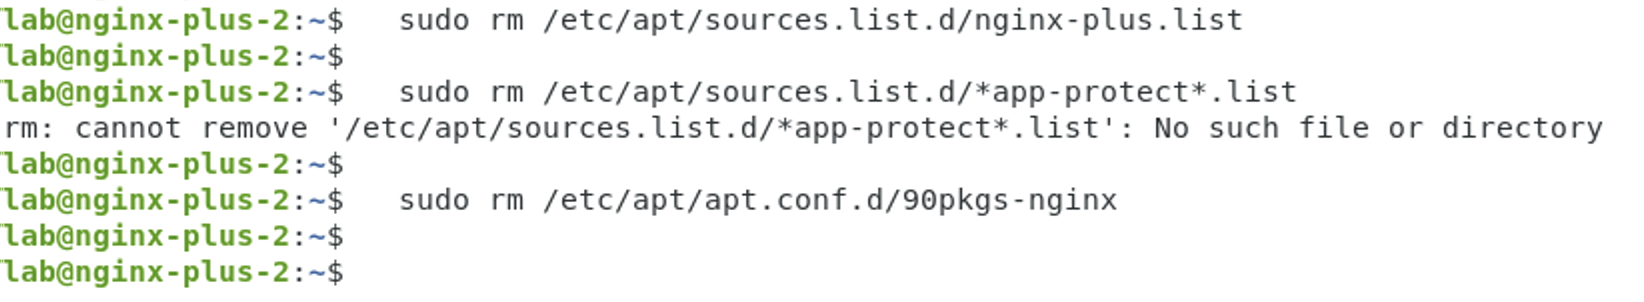 lab@nginx-plus-2:~$   sudo rm /etc/apt/sources.list.d/nginx-plus.list
lab@nginx-plus-2:~$
lab@nginx-plus-2:~$   sudo rm /etc/apt/sources.list.d/*app-protect*.list
rm: cannot remove '/etc/apt/sources.list.d/*app-protect*.list': No such file or directory
lab@nginx-plus-2:~$
lab@nginx-plus-2:~$   sudo rm /etc/apt/apt.conf.d/90pkgs-nginx
lab@nginx-plus-2:~$
lab@nginx-plus-2:~$